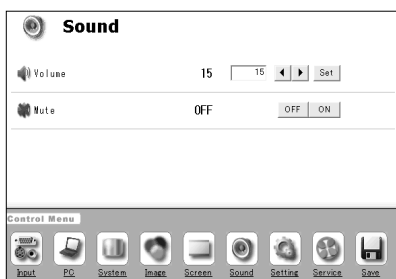 Sound
Volume 15 15 Set
Mute OFF OFF ON
Control Menu
Input PC System Image Screen Sound Setting Service Save